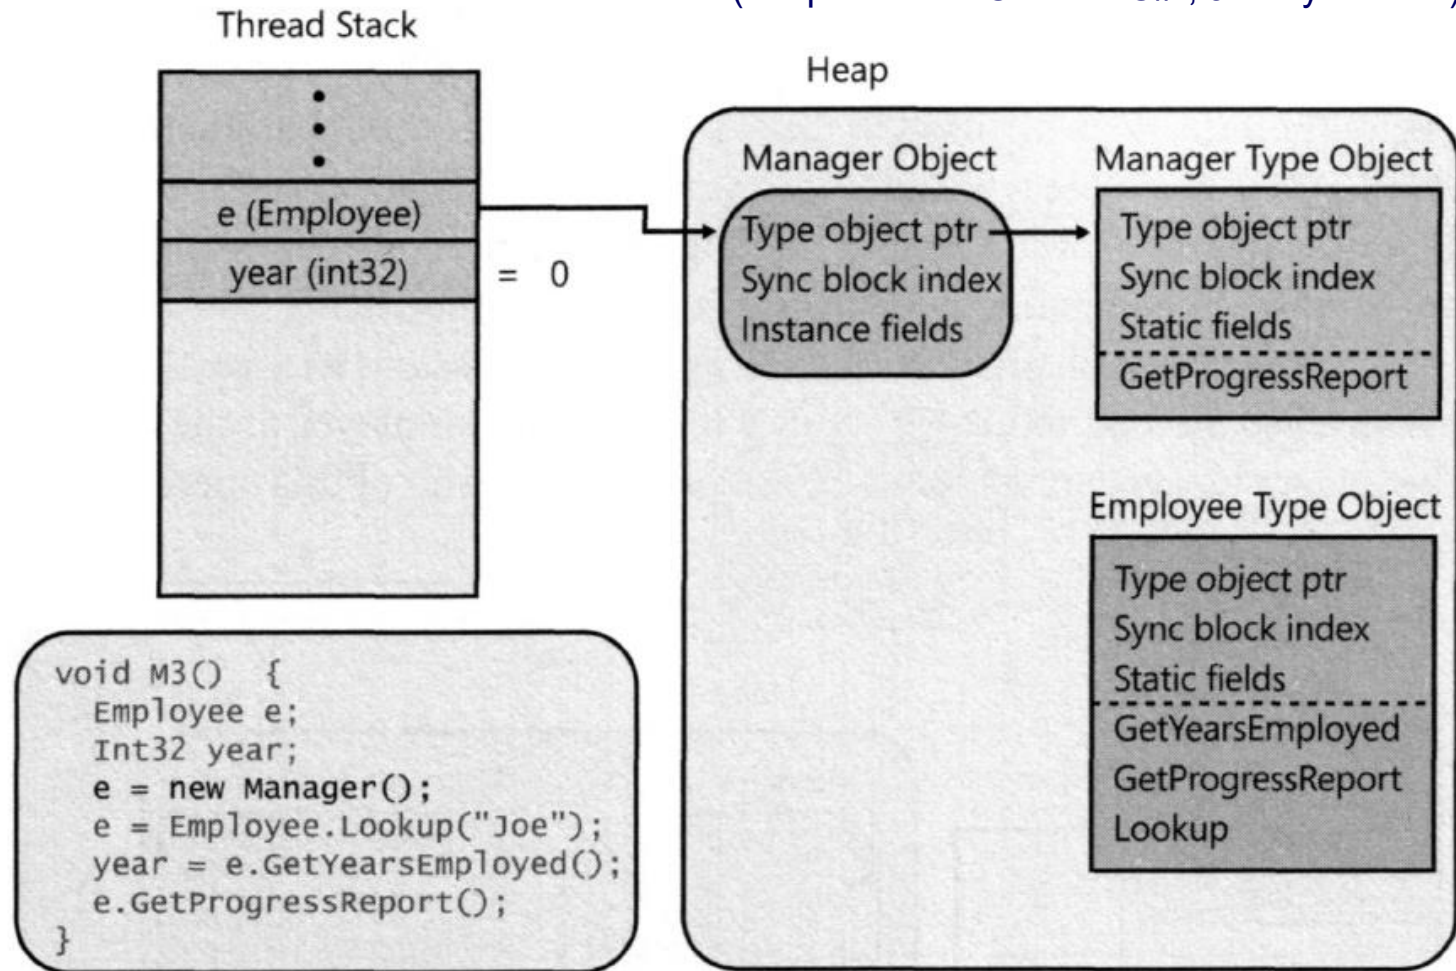 Thread Stack
Heap
e (Employee)
year (int32)
= 0
Manager Object
Type object ptr
Sync block index
Instance fields
Manager Type Object
Type object ptr
Sync block index
Static fields
GetProgressReport
Employee Type Object
Type object ptr
Sync block index
Static fields
GetYearsEmployed
GetProgressReport
Lookup
void M3() {
Employee e;
Int32 year;
e = new Manager();
e = Employee.Lookup("Joe");
year = e.GetYearsEmployed();
e.GetProgressReport();
}